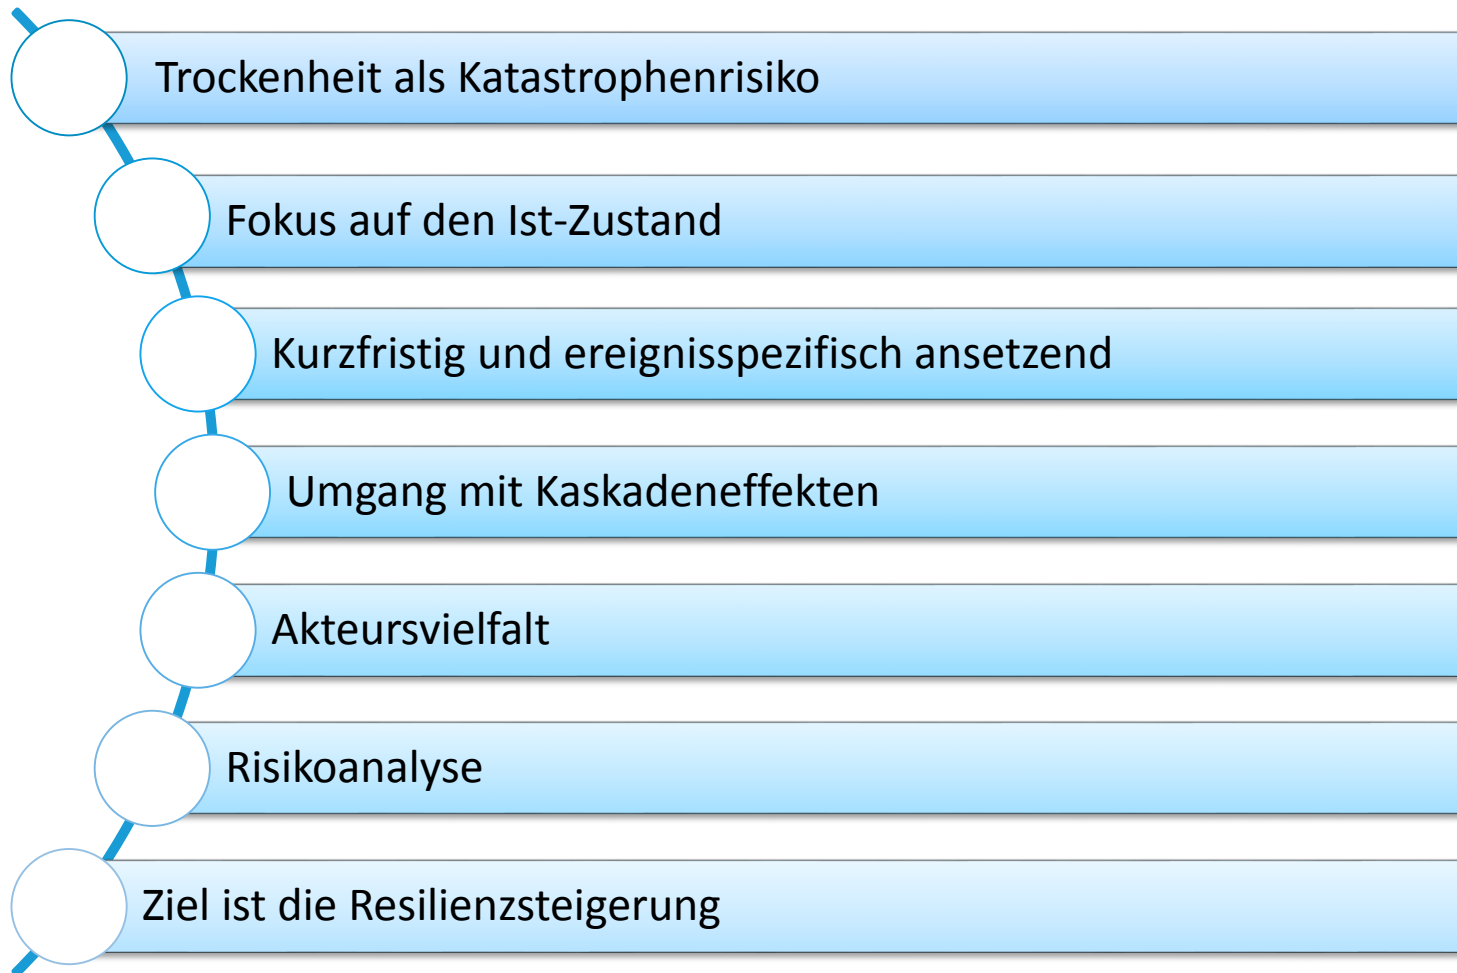 Trockenheit als Katastrophenrisiko
Fokus auf den Ist-Zustand
Kurzfristig und ereignisspezifisch ansetzend
Umgang mit Kaskadeneffekten
Akteursvielfalt
Risikoanalyse
Ziel ist die Resilienzsteigerung